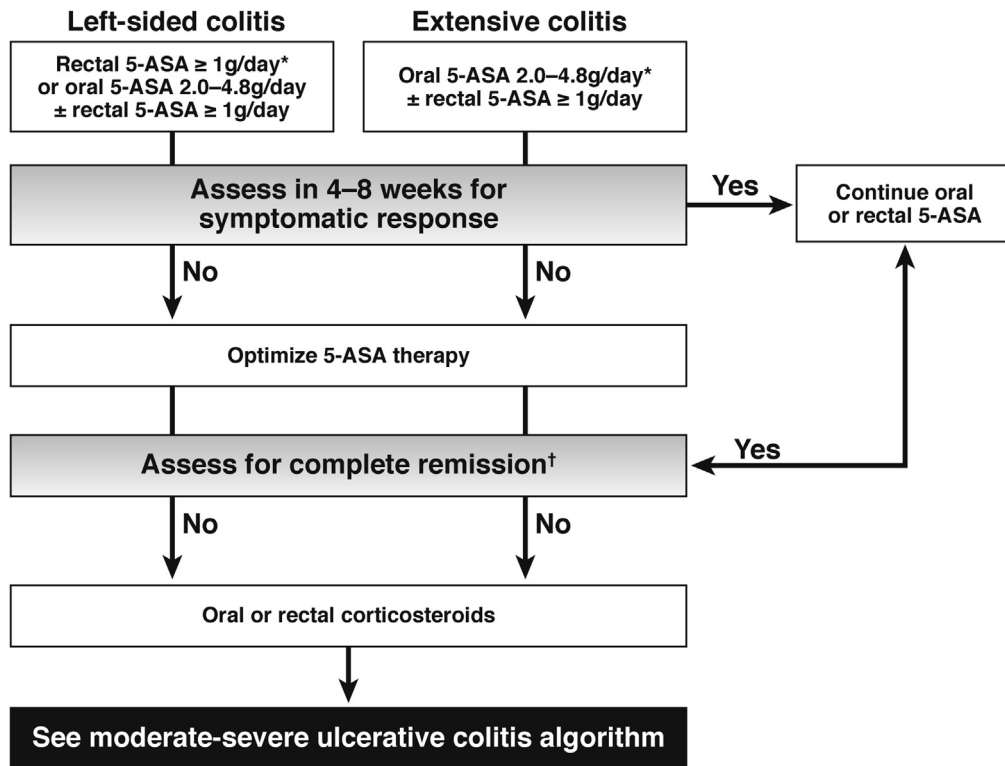 Left-sided colitis
Extensive colitis
Rectal 5-ASA ≥ 1g/day*
or oral 5-ASA 2.0–4.8g/day
± rectal 5-ASA ≥ 1g/day
Oral 5-ASA 2.0–4.8g/day*
± rectal 5-ASA ≥ 1g/day
Assess in 4–8 weeks for
symptomatic response
Yes
Continue oral
or rectal 5-ASA
No
No
Optimize 5-ASA therapy
Assess for complete remission†
Yes
No
No
Oral or rectal corticosteroids
See moderate-severe ulcerative colitis algorithm